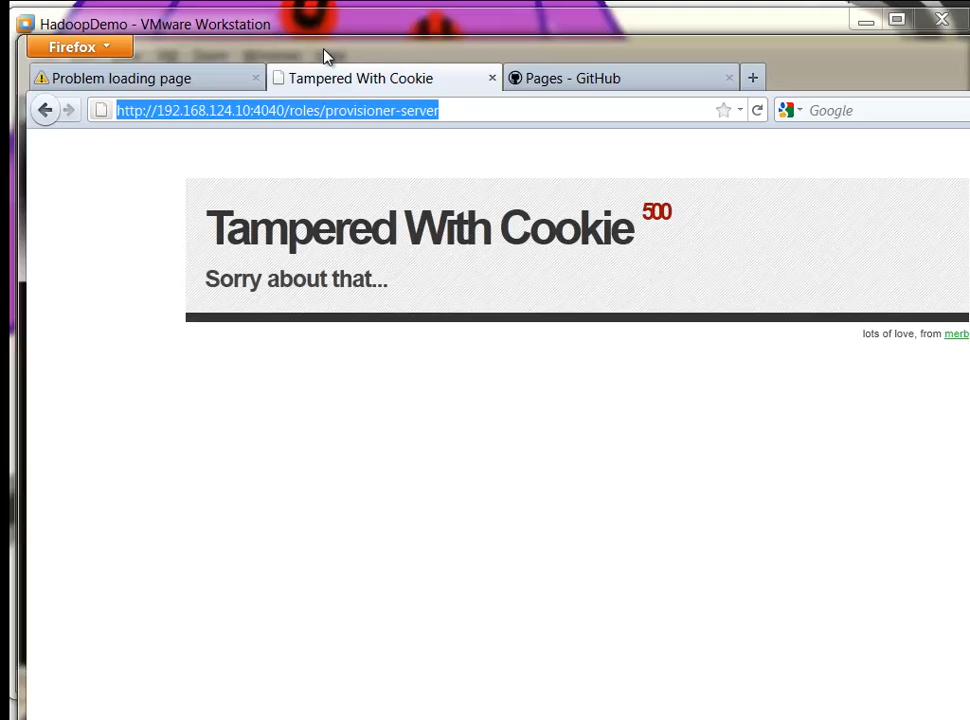 HadoopDemo - VMware Workstation
Firefox
Problem loading page
Tampered With Cookie
Pages - GitHub
http://192.168.124.10:4040/roles/provisioner-server
Google
Tampered With Cookie 500
Sorry about that...
lots of love, from merb